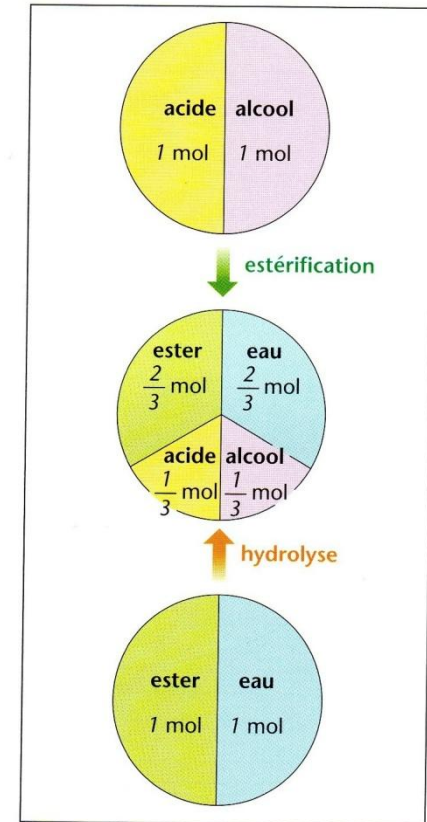 acide alcool
1 mol 1 mol
estérification
ester eau
2/3 mol 2/3 mol
acide alcool
1/3 mol 1/3 mol
hydrolyse
ester eau
1 mol 1 mol